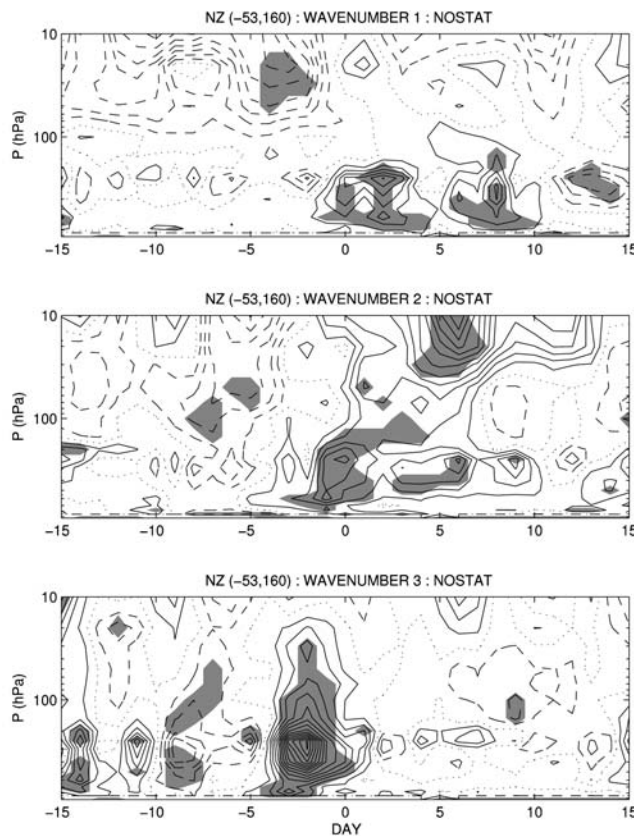 NZ (−53,160) : WAVENUMBER 1 : NOSTAT
10
100
P (hPa)
−15 −10 −5 0 5 10 15
NZ (−53,160) : WAVENUMBER 2 : NOSTAT
10
100
P (hPa)
−15 −10 −5 0 5 10 15
NZ (−53,160) : WAVENUMBER 3 : NOSTAT
10
100
P (hPa)
−15 −10 −5 0 5 10 15
DAY